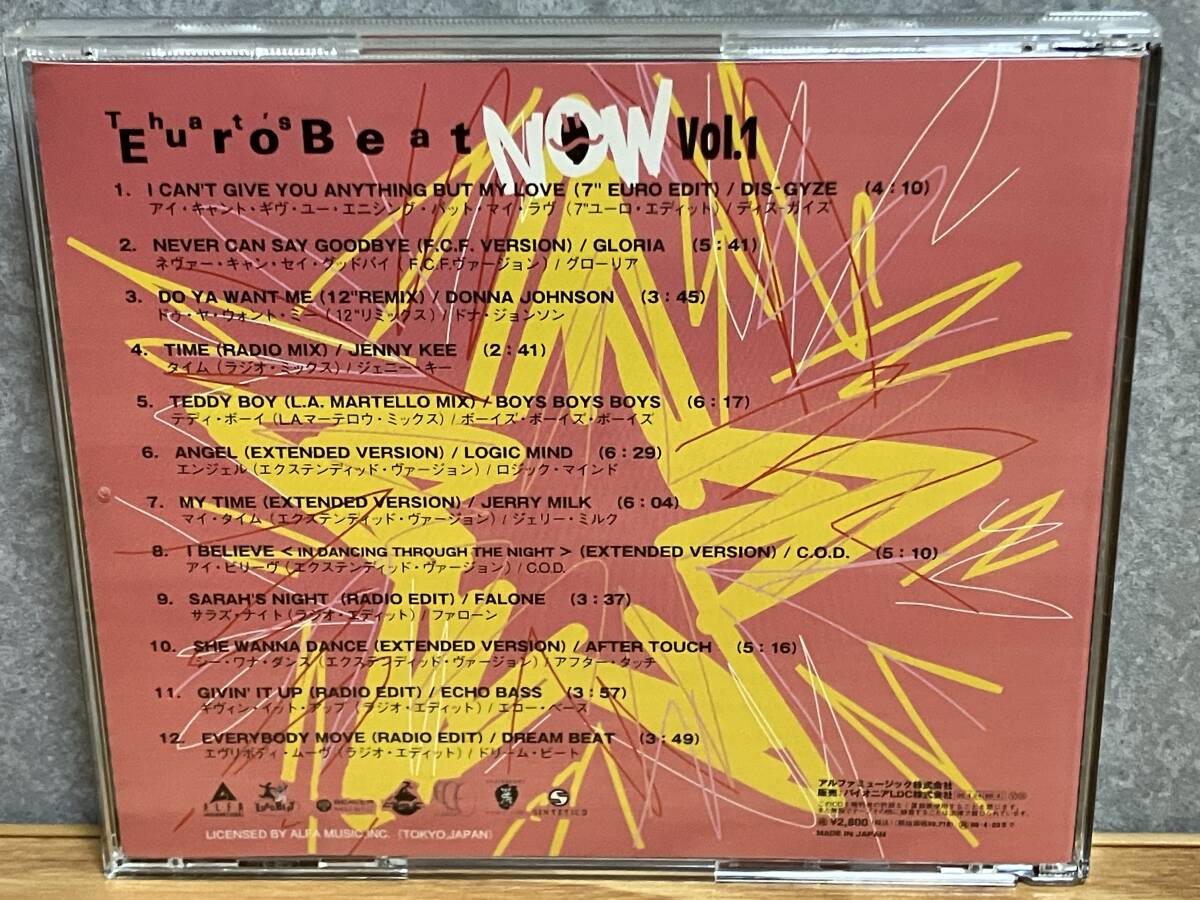 That's EuroBeat NOW Vol.1
1. I CAN'T GIVE YOU ANYTHING BUT MY LOVE (7" EURO EDIT) / DIS-GYZE (4:10)
アイ・キャント・ギヴ・ユー・エニシング・バット・マイ・ラヴ (7"ユーロ・エディット) / ディス-ガイズ
2. NEVER CAN SAY GOODBYE (F.C.F. VERSION) / GLORIA (5:41)
ネヴァー・キャン・セイ・グッドバイ (F.C.F.ヴァージョン) / グローリア
3. DO YA WANT ME (12"REMIX) / DONNA JOHNSON (3:45)
ドゥ・ヤ・ウォント・ミー (12"リミックス) / ドナ・ジョンソン
4. TIME (RADIO MIX) / JENNY KEE (2:41)
タイム (ラジオ・ミックス) / ジェニー・キー
5. TEDDY BOY (L.A. MARTELLO MIX) / BOYS BOYS BOYS (6:17)
テディ・ボーイ (L.A.マーテロウ・ミックス) / ボーイズ・ボーイズ・ボーイズ
6. ANGEL (EXTENDED VERSION) / LOGIC MIND (6:29)
エンジェル (エクステンディッド・ヴァージョン) / ロジック・マインド
7. MY TIME (EXTENDED VERSION) / JERRY MILK (6:04)
マイ・タイム (エクステンディッド・ヴァージョン) / ジェリー・ミルク
8. I BELIEVE < IN DANCING THROUGH THE NIGHT > (EXTENDED VERSION) / C.O.D. (5:10)
アイ・ビリーヴ (エクステンディッド・ヴァージョン) / C.O.D.
9. SARAH'S NIGHT (RADIO EDIT) / FALONE (3:37)
サラズ・ナイト (ラジオ・エディット) / ファローン
10. SHE WANNA DANCE (EXTENDED VERSION) / AFTER TOUCH (5:16)
シー・ワナ・ダンス (エクステンディッド・ヴァージョン) / アフター・タッチ
11. GIVIN' IT UP (RADIO EDIT) / ECHO BASS (3:57)
ギヴィン・イット・アップ (ラジオ・エディット) / エコー・ベース
12. EVERYBODY MOVE (RADIO EDIT) / DREAM BEAT (3:49)
エヴリボディ・ムーヴ (ラジオ・エディット) / ドリーム・ビート
ALFA
SINTETICO
LICENSED BY ALFA MUSIC INC. (TOKYO,JAPAN)
アルファミュージック株式会社
販売:パイオニアLDC株式会社
¥2,800
MADE IN JAPAN